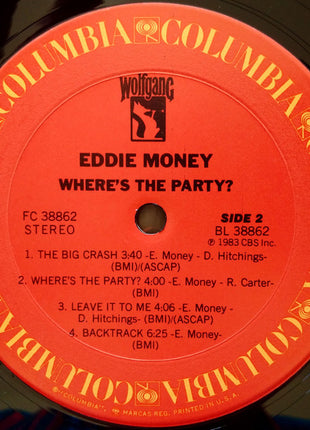 COLUMBIA COLUMBIA COLUMBIA
Wolfgang
EDDIE MONEY
WHERE'S THE PARTY?
FC 38862
STEREO
SIDE 2
BL 38862
℗ 1983 CBS Inc.
1. THE BIG CRASH 3:40 -E. Money - D. Hitchings-
(BMI)/(ASCAP)
2. WHERE'S THE PARTY? 4:00 -E. Money - R. Carter-
(BMI)
3. LEAVE IT TO ME 4:06 -E. Money -
D. Hitchings- (BMI)/(ASCAP)
4. BACKTRACK 6:25 -E. Money-
(BMI)
COLUMBIA COLUMBIA COLUMBIA
MARCAS REG. PRINTED IN U.S.A.